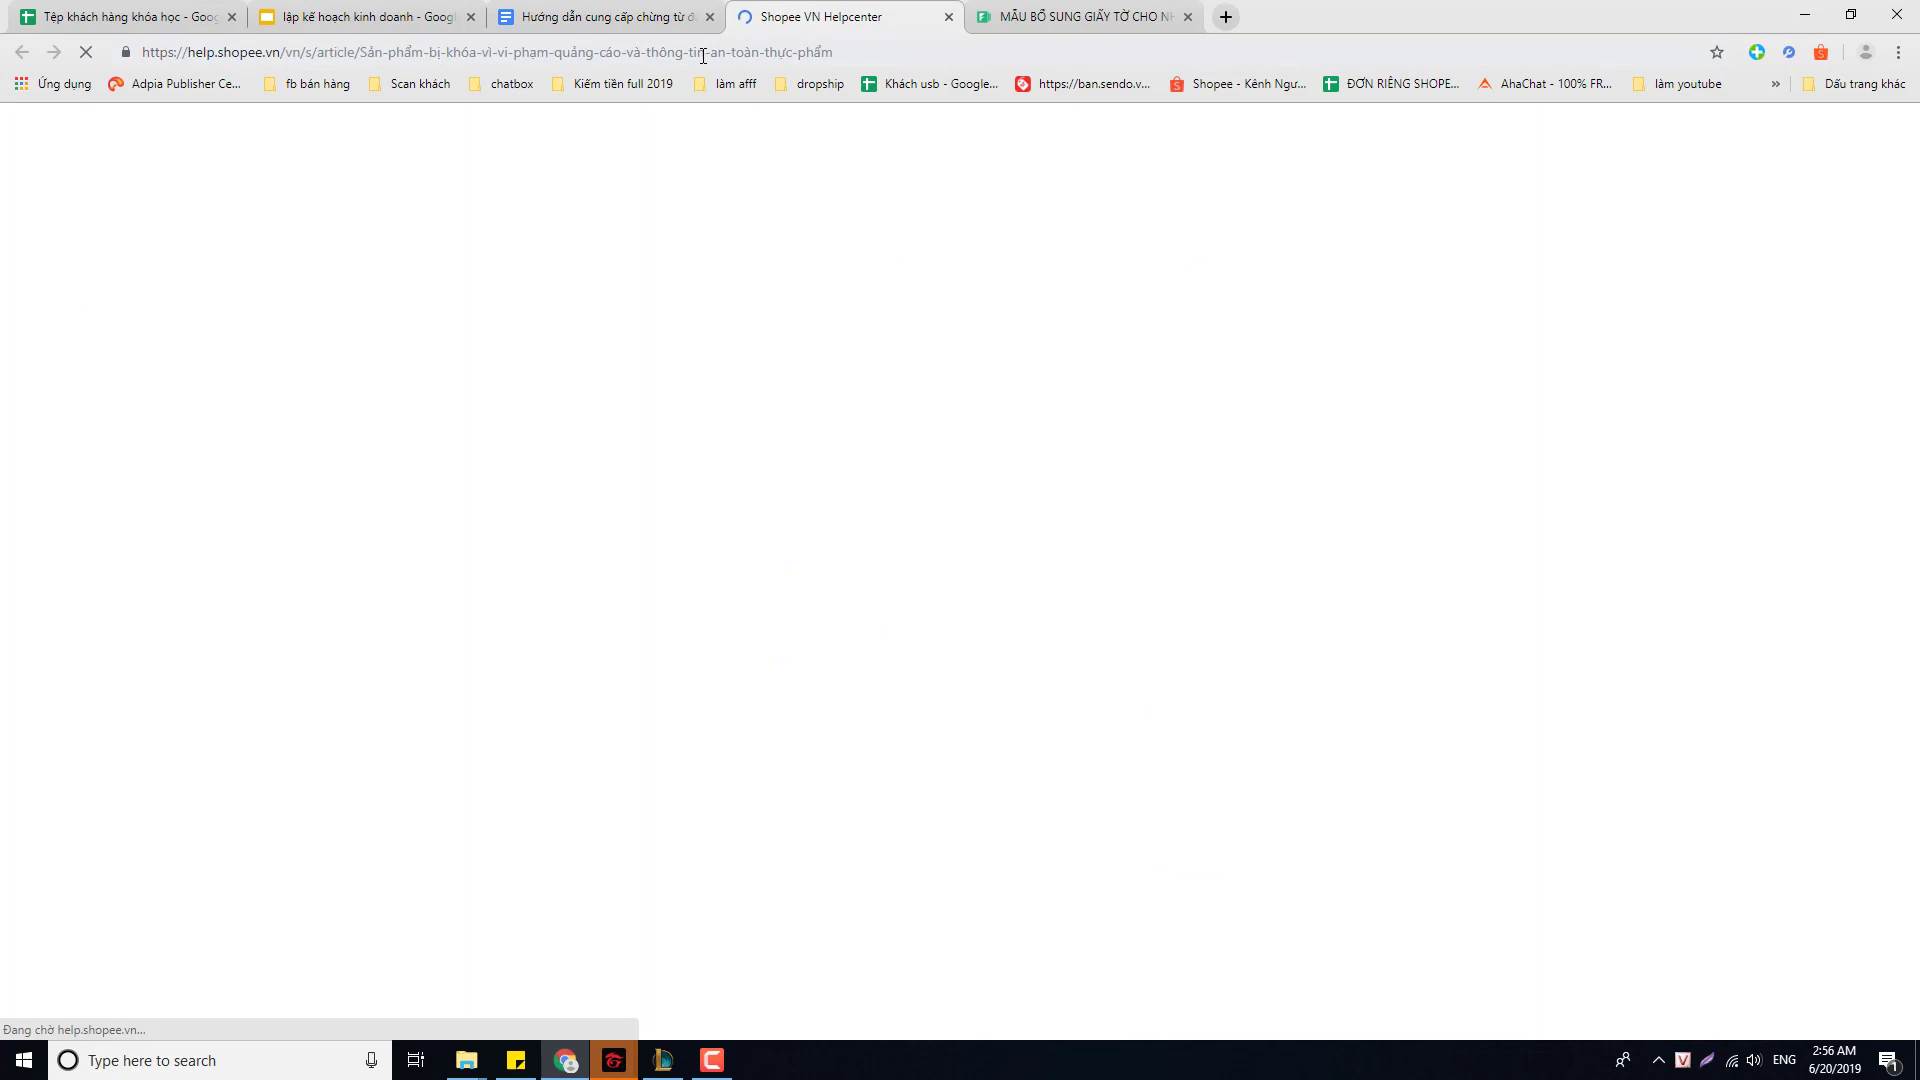 Tệp khách hàng khóa học - Goog
lập kế hoạch kinh doanh - Googl
Hướng dẫn cung cấp chừng từ đ
Shopee VN Helpcenter
MẪU BỔ SUNG GIẤY TỜ CHO NH
https://help.shopee.vn/vn/s/article/Sản-phẩm-bị-khóa-vì-vi-phạm-quảng-cáo-và-thông-tin-an-toàn-thực-phẩm
Ứng dụng
Adpia Publisher Ce...
fb bán hàng
Scan khách
chatbox
Kiếm tiền full 2019
làm afff
dropship
Khách usb - Google...
https://ban.sendo.v...
Shopee - Kênh Ngư...
ĐƠN RIÊNG SHOPE...
AhaChat - 100% FR...
làm youtube
»
Dấu trang khác
Đang chờ help.shopee.vn...
Type here to search
ENG
2:56 AM
6/20/2019
1